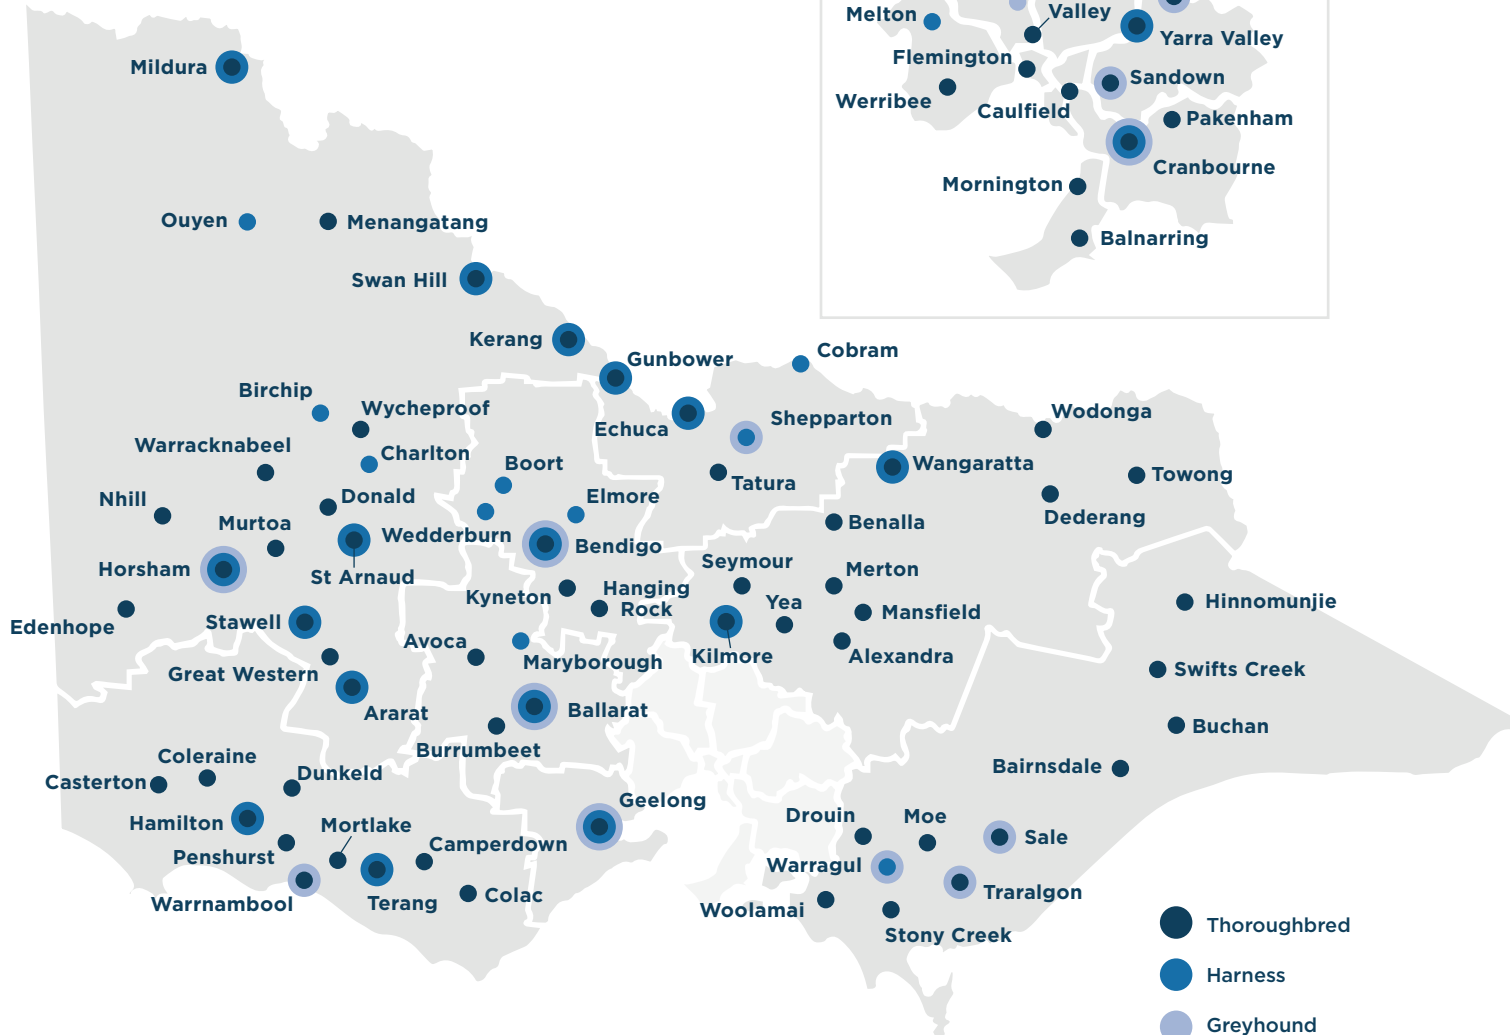 Melton
Valley
Yarra Valley
Flemington
Sandown
Werribee
Caulfield
Pakenham
Cranbourne
Mornington
Balnarring
Mildura
Ouyen
Menangatang
Swan Hill
Kerang
Gunbower
Cobram
Birchip
Wycheproof
Echuca
Shepparton
Wodonga
Warracknabeel
Charlton
Boort
Wangaratta
Tatura
Towong
Nhill
Donald
Elmore
Dederang
Murtoa
Wedderburn
Bendigo
Benalla
Horsham
St Arnaud
Seymour
Merton
Kyneton
Hanging
Rock
Yea
Mansfield
Hinnomunjie
Edenhope
Stawell
Avoca
Maryborough
Kilmore
Alexandra
Great Western
Swifts Creek
Ararat
Ballarat
Buchan
Burrumbeet
Coleraine
Casterton
Dunkeld
Bairnsdale
Geelong
Hamilton
Mortlake
Drouin
Moe
Sale
Penshurst
Camperdown
Warragul
Warrnambool
Terang
Colac
Traralgon
Woolamai
Stony Creek
Thoroughbred
Harness
Greyhound